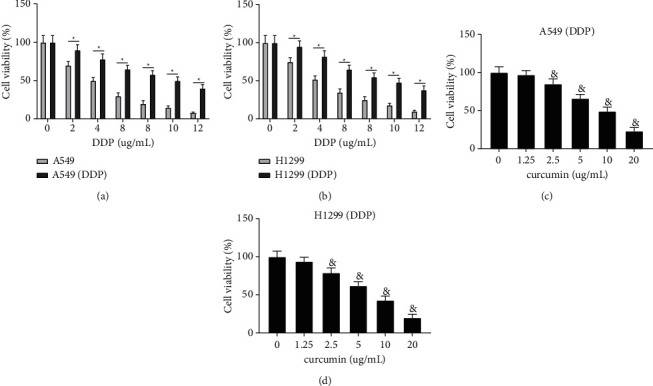 Cell viability (%)
150
100
50
0
* * * * * *
0 2 4 8 8 10 12
DDP (ug/mL)
A549
A549 (DDP)
(a)
Cell viability (%)
150
100
50
0
* * * * * *
0 2 4 8 8 10 12
DDP (ug/mL)
H1299
H1299 (DDP)
(b)
A549 (DDP)
Cell viability (%)
150
100
50
0
& & & &
0 1.25 2.5 5 10 20
curcumin (ug/mL)
(c)
H1299 (DDP)
Cell viability (%)
150
100
50
0
& & & &
0 1.25 2.5 5 10 20
curcumin (ug/mL)
(d)